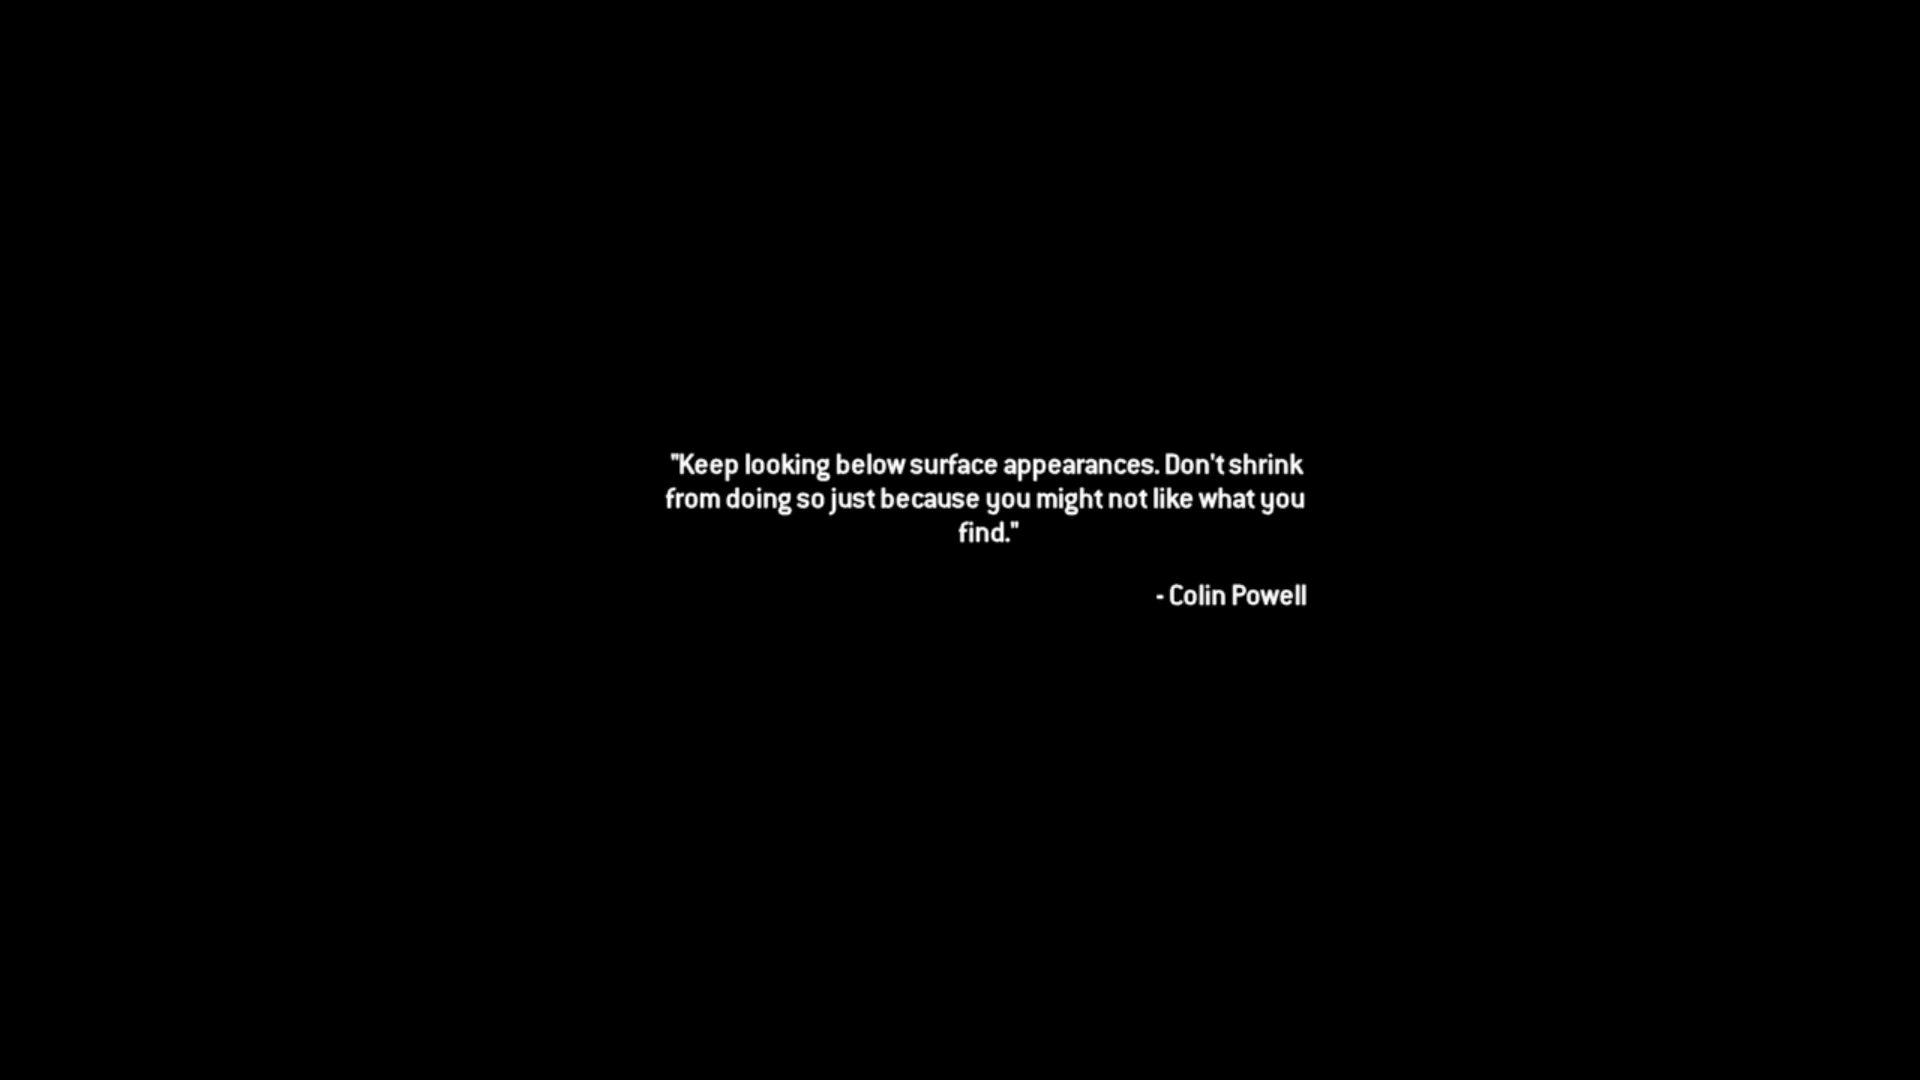 "Keep looking below surface appearances. Don't shrink
from doing so just because you might not like what you
find."
- Colin Powell